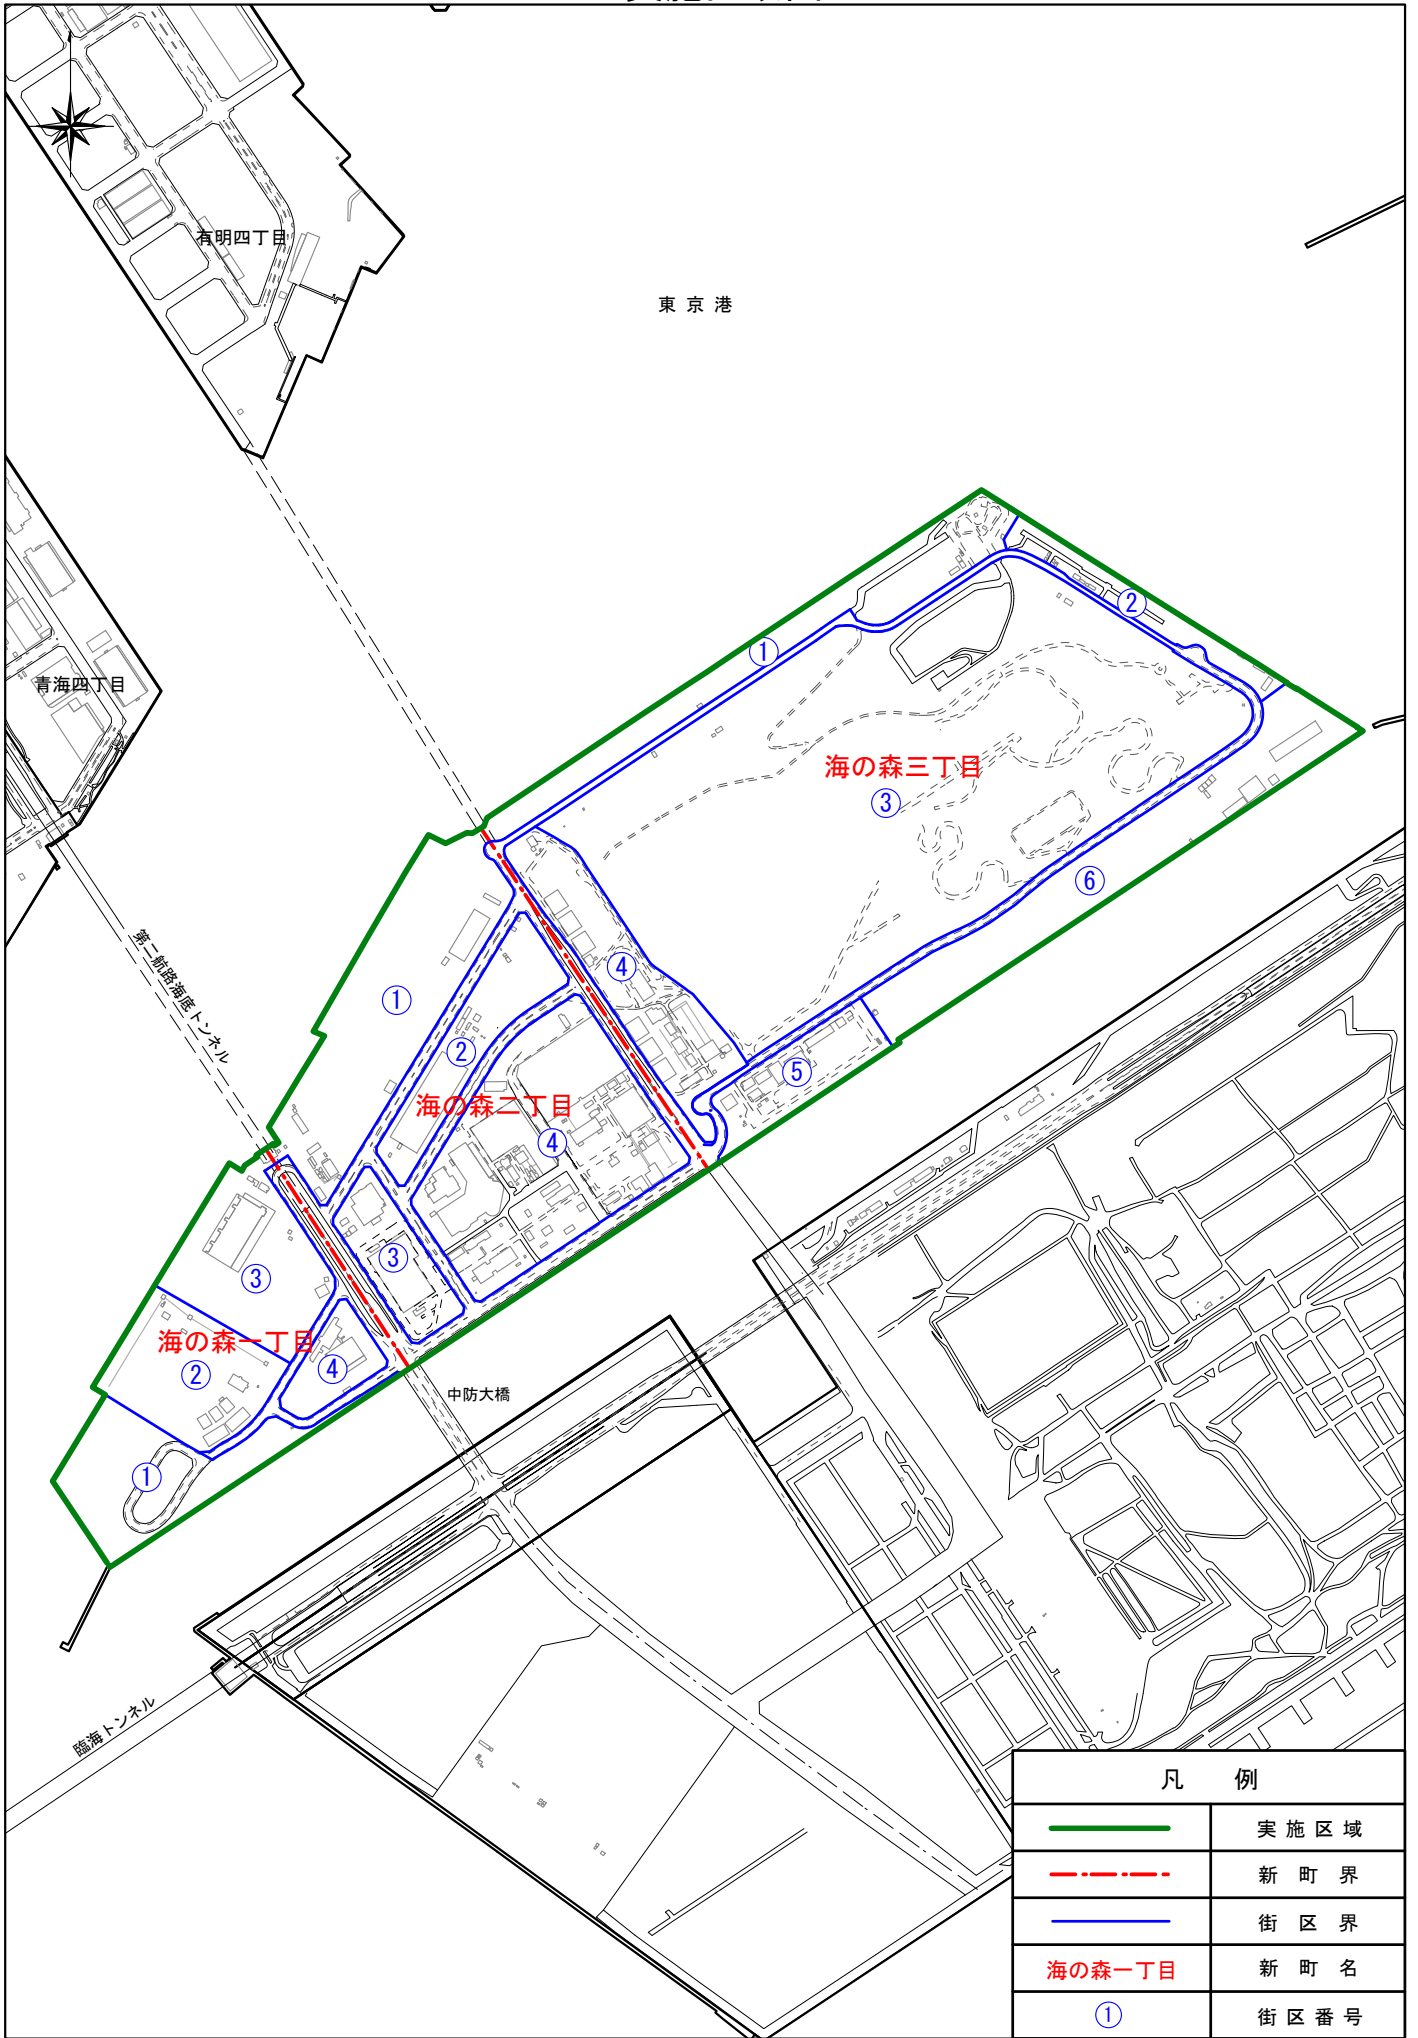 有明四丁目
東京港
青海四丁目
第二航路海底トンネル
①
②
海の森三丁目
③
④
⑤
⑥
①
②
海の森二丁目
④
③
③
海の森一丁目
②
④
①
中防大橋
臨海トンネル
凡 例
実施区域
新町界
街区界
海の森一丁目 新町名
① 街区番号